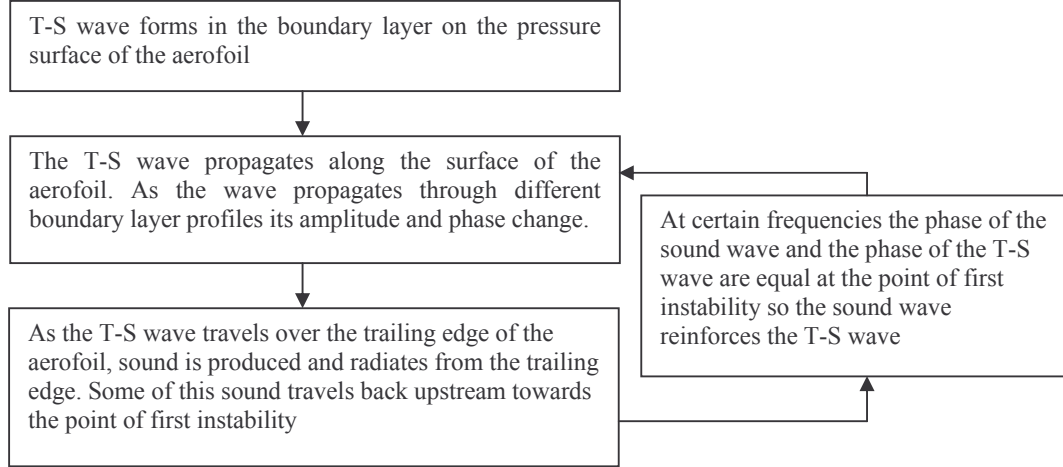 T-S wave forms in the boundary layer on the pressure
surface of the aerofoil
The T-S wave propagates along the surface of the
aerofoil. As the wave propagates through different
boundary layer profiles its amplitude and phase change.
As the T-S wave travels over the trailing edge of the
aerofoil, sound is produced and radiates from the trailing
edge. Some of this sound travels back upstream towards
the point of first instability
At certain frequencies the phase of the
sound wave and the phase of the T-S
wave are equal at the point of first
instability so the sound wave
reinforces the T-S wave